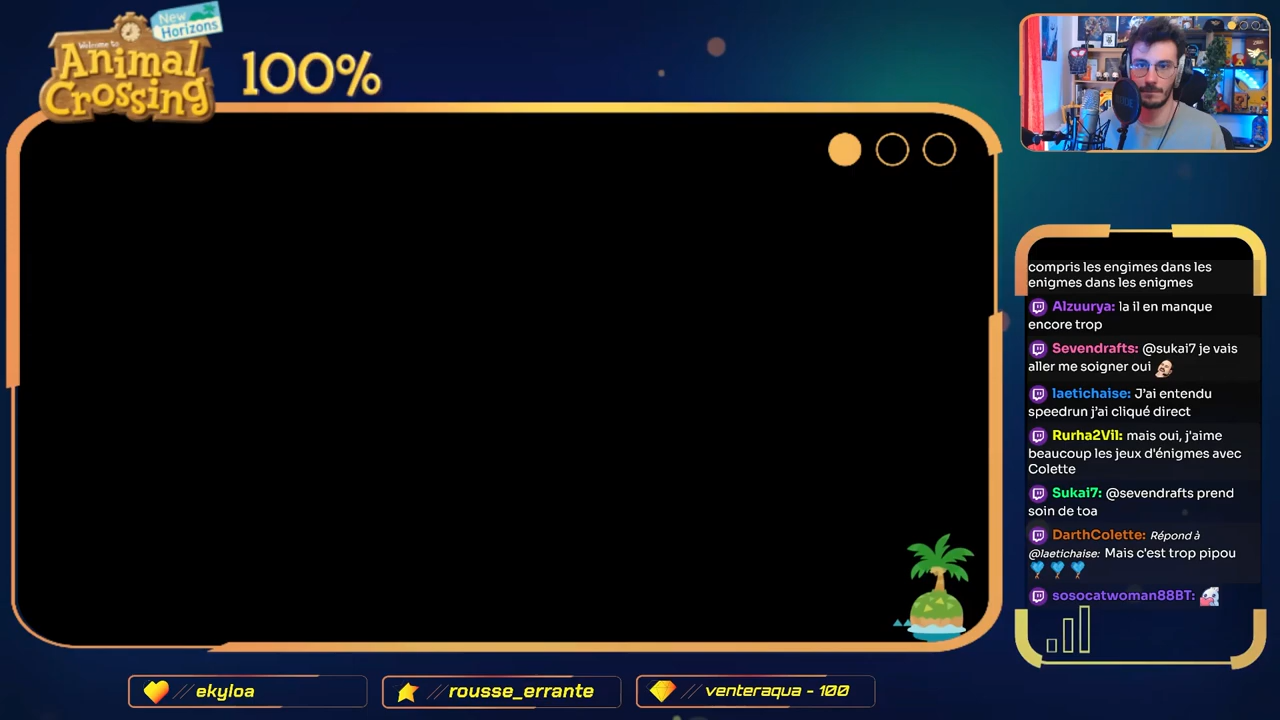 New
Horizons
Welcome to
Animal
Crossing
100%
compris les engimes dans les
enigmes dans les enigmes
Alzuurya: la il en manque
encore trop
Sevendrafts: @sukai7 je vais
aller me soigner oui
laetichaise: J'ai entendu
speedrun j'ai cliqué direct
Rurha2Vil: mais oui, j'aime
beaucoup les jeux d'énigmes avec
Colette
Sukai7: @sevendrafts prend
soin de toa
DarthColette: Répond à
@laetichaise: Mais c'est trop pipou
sosocatwoman88BT:
// ekyloa
// rousse_errante
// venteraqua - 100